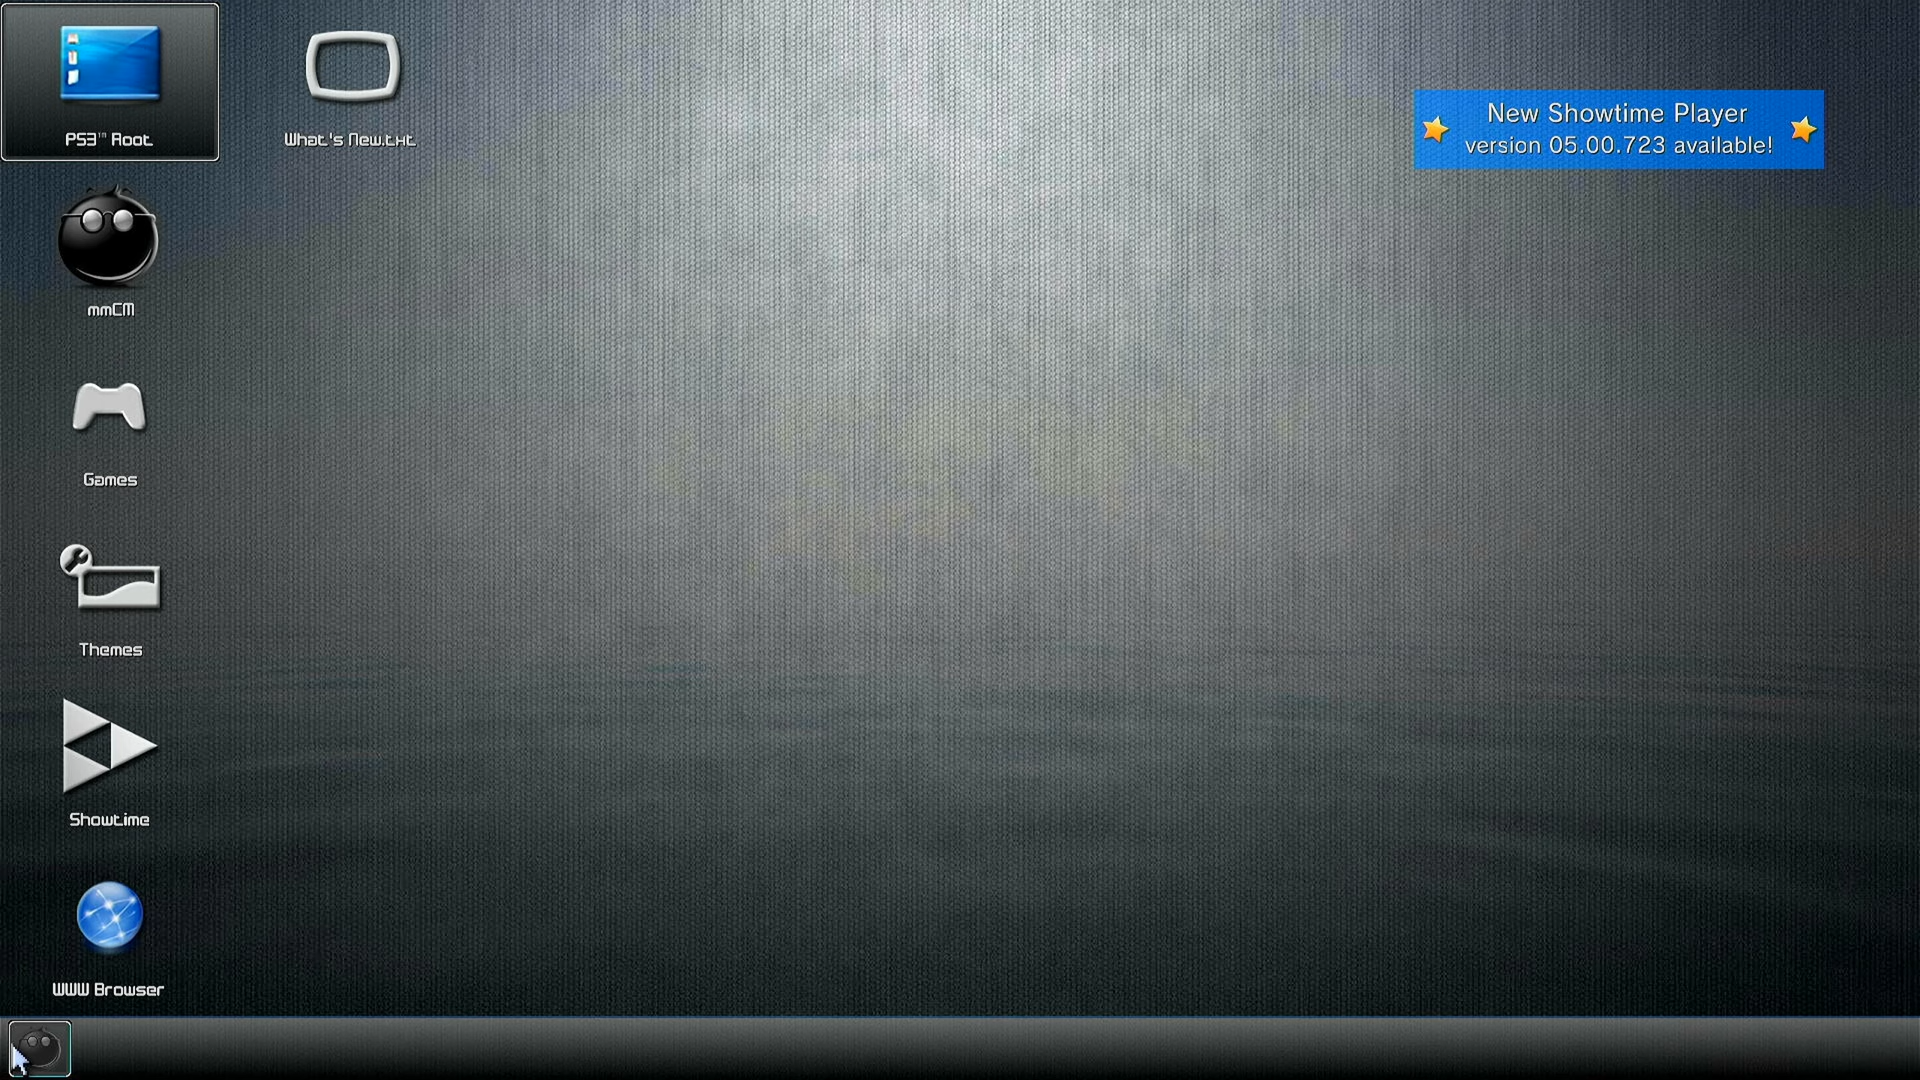 PS3™ Root
What's New.txt
New Showtime Player
version 05.00.723 available!
mmCM
Games
Themes
Showtime
WWW Browser